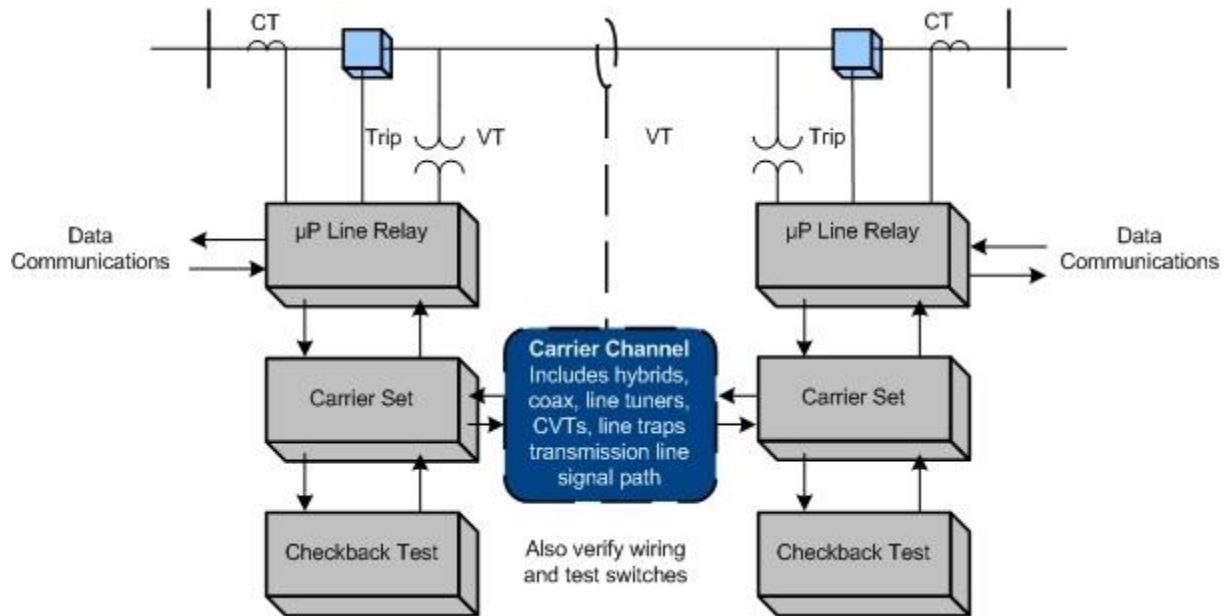 CT
CT
Trip
VT
VT
Trip
µP Line Relay
µP Line Relay
Data
Communications
Data
Communications
Carrier Channel
Includes hybrids,
coax, line tuners,
CVTs, line traps
transmission line
signal path
Carrier Set
Carrier Set
Checkback Test
Also verify wiring
and test switches
Checkback Test